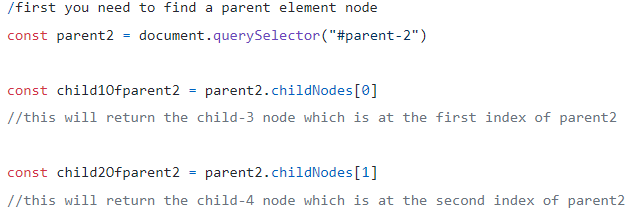 /first you need to find a parent element node
const parent2 = document.querySelector("#parent-2")
const child1Ofparent2 = parent2.childNodes[0]
//this will return the child-3 node which is at the first index of parent2
const child2Ofparent2 = parent2.childNodes[1]
//this will return the child-4 node which is at the second index of parent2